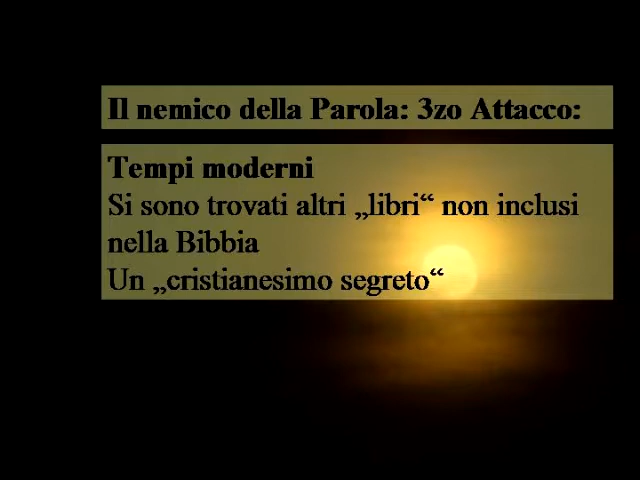 Il nemico della Parola: 3zo Attacco:
Tempi moderni
Si sono trovati altri „libri“ non inclusi
nella Bibbia
Un „cristianesimo segreto“